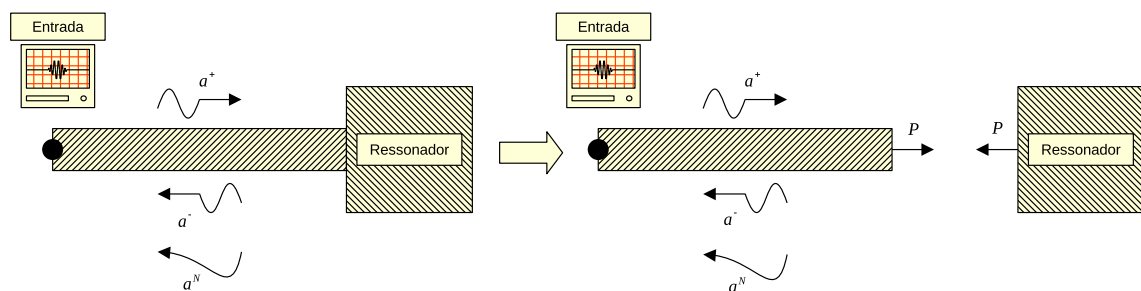 Entrada
a⁺
Ressonador
a⁻
aᴺ
Entrada
a⁺
P
P
Ressonador
a⁻
aᴺ